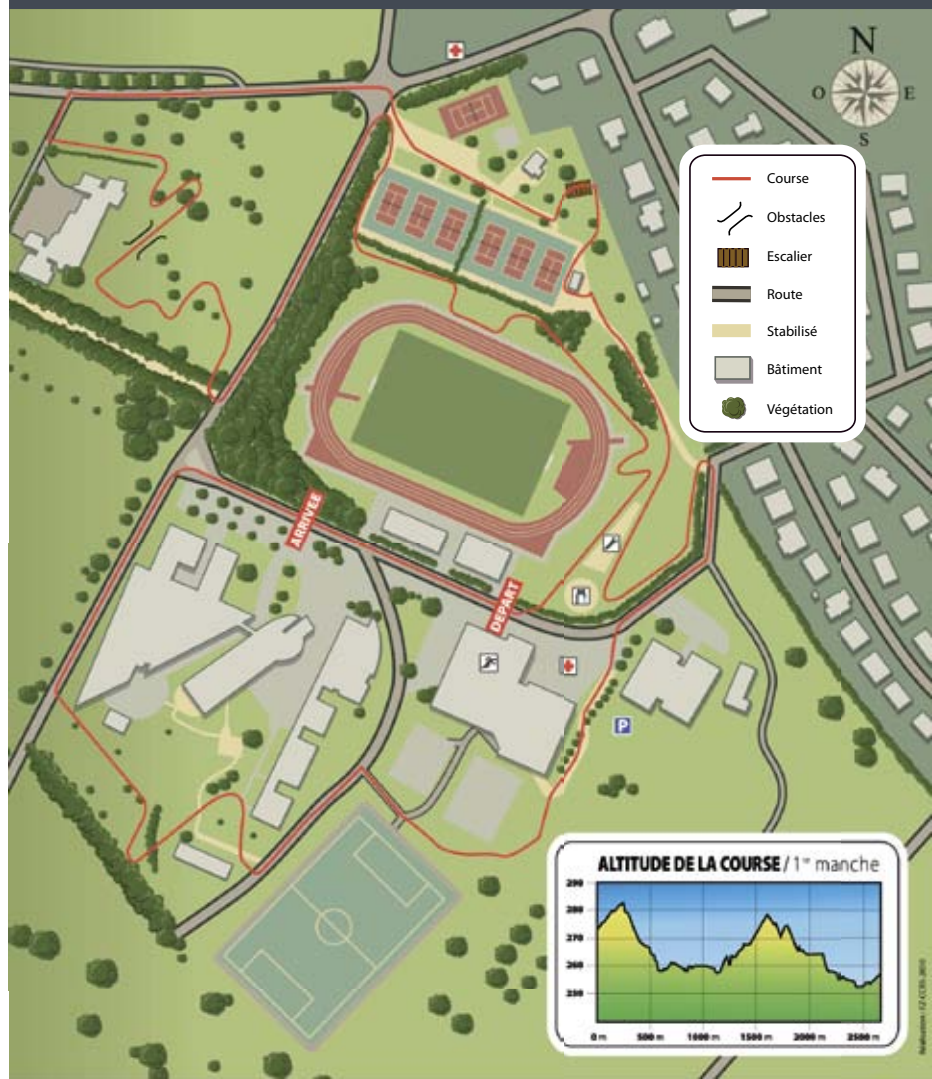 N
O
E
S
Course
Obstacles
Escalier
Route
Stabilisé
Bâtiment
Végétation
ARRIVEE
DEPART
P
ALTITUDE DE LA COURSE / 1re manche
290
280
270
260
250
0 m
500 m
1000 m
1500 m
2000 m
2500 m